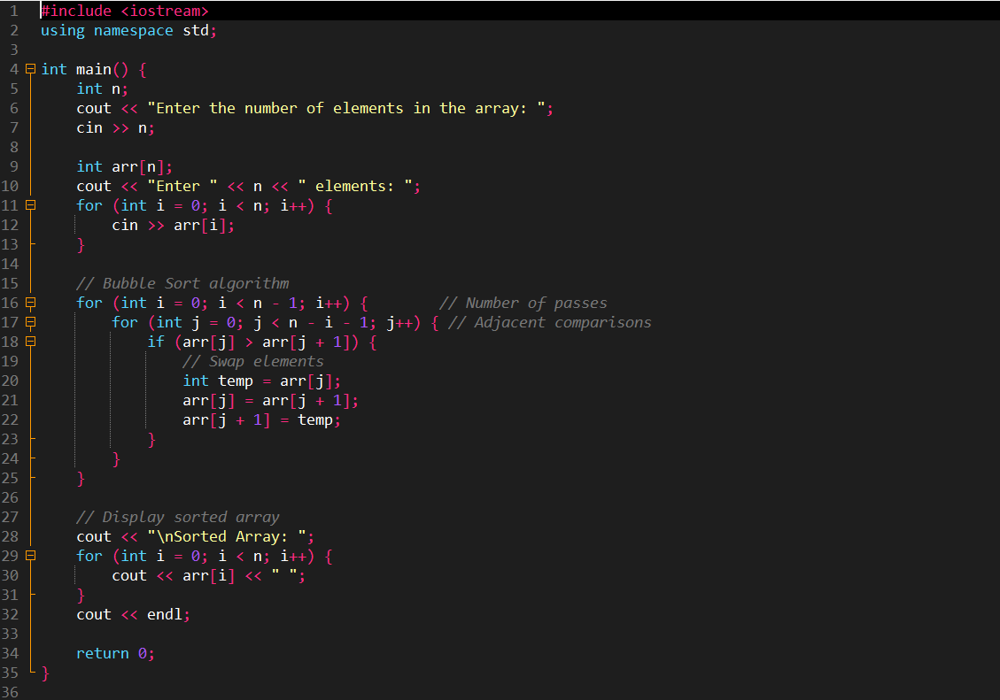 1 #include <iostream>
2 using namespace std;
3
4 int main() {
5     int n;
6     cout << "Enter the number of elements in the array: ";
7     cin >> n;
8
9     int arr[n];
10     cout << "Enter " << n << " elements: ";
11     for (int i = 0; i < n; i++) {
12         cin >> arr[i];
13     }
14
15     // Bubble Sort algorithm
16     for (int i = 0; i < n - 1; i++) {        // Number of passes
17         for (int j = 0; j < n - i - 1; j++) { // Adjacent comparisons
18             if (arr[j] > arr[j + 1]) {
19                 // Swap elements
20                 int temp = arr[j];
21                 arr[j] = arr[j + 1];
22                 arr[j + 1] = temp;
23             }
24         }
25     }
26
27     // Display sorted array
28     cout << "\nSorted Array: ";
29     for (int i = 0; i < n; i++) {
30         cout << arr[i] << " ";
31     }
32     cout << endl;
33
34     return 0;
35 }
36